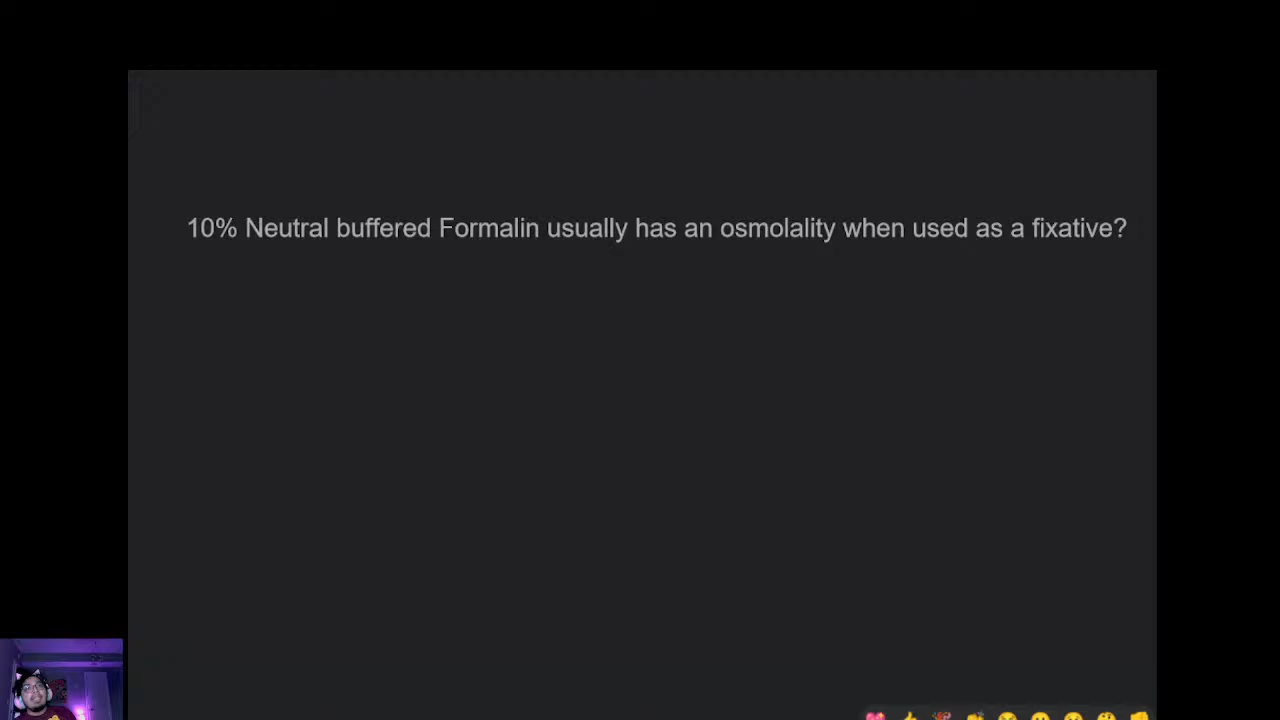 10% Neutral buffered Formalin usually has an osmolality when used as a fixative?